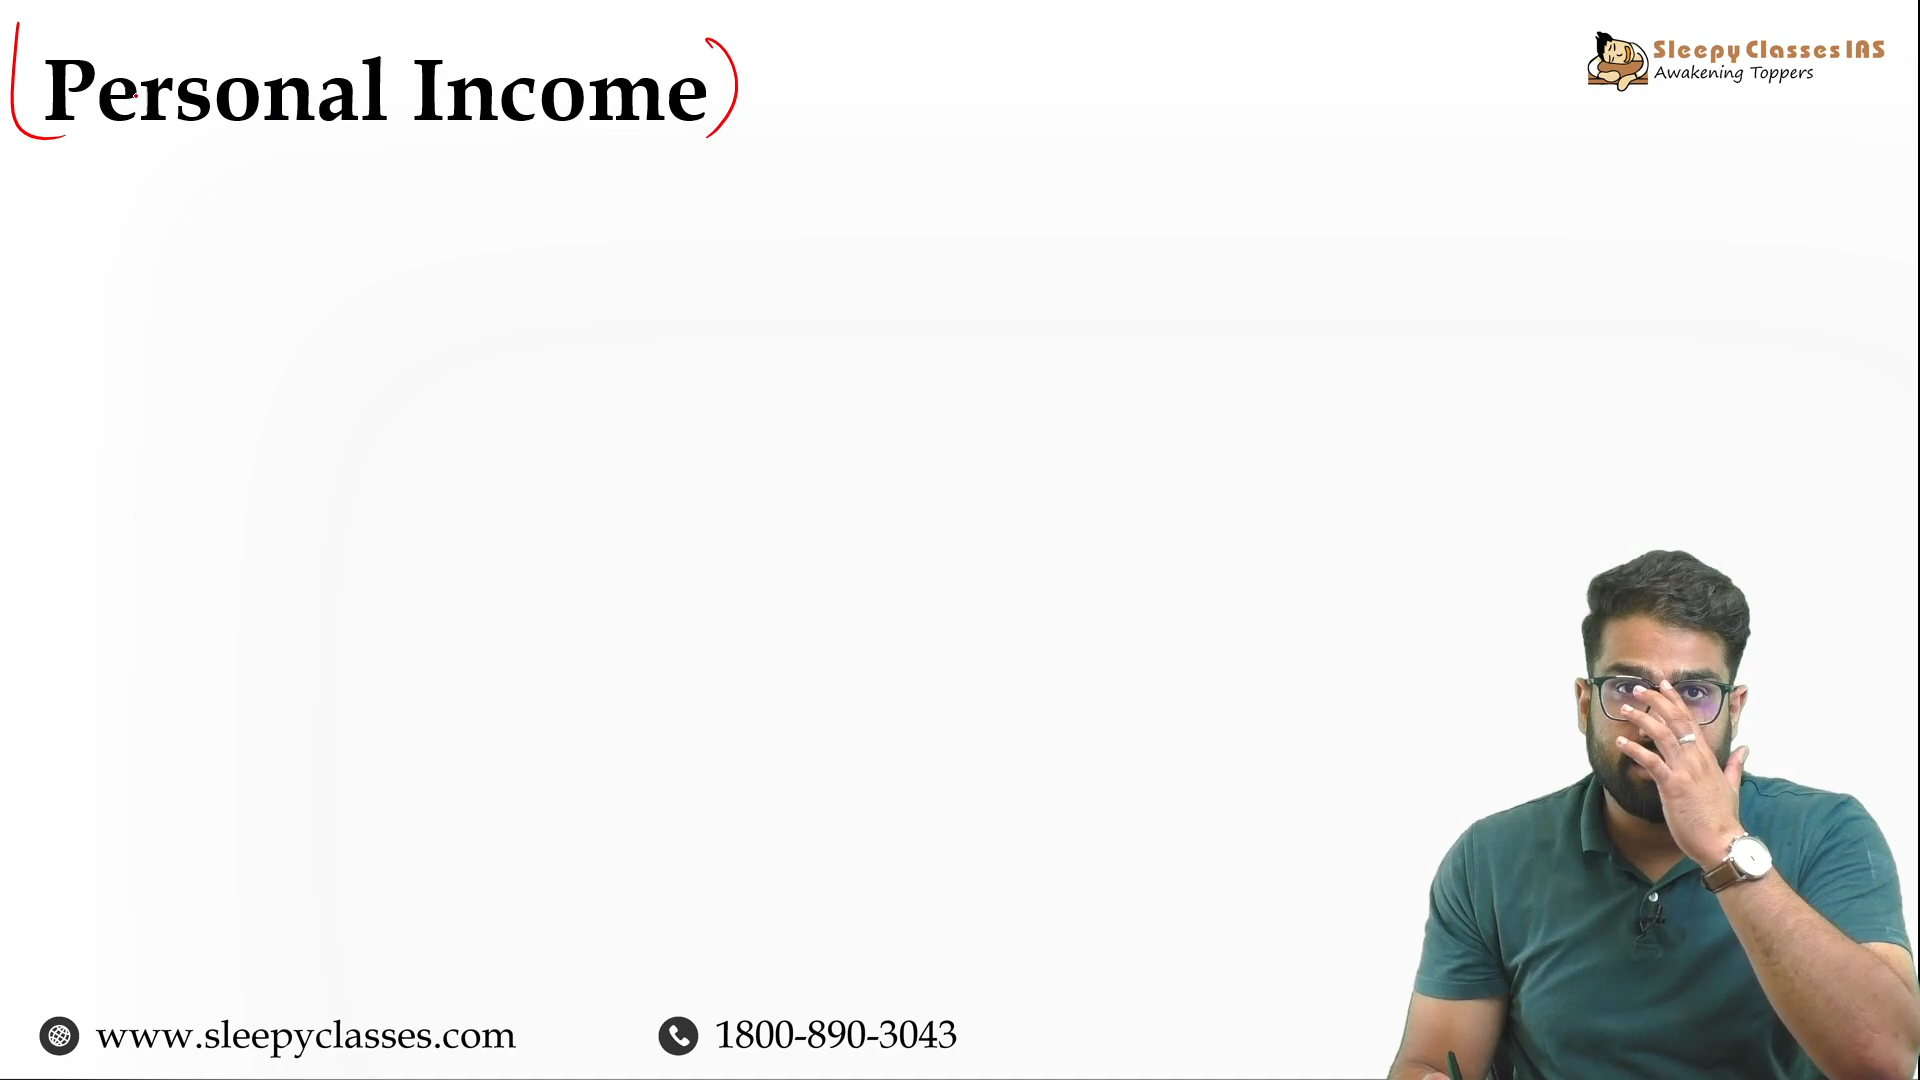 Personal Income
Sleepy Classes IAS
Awakening Toppers
www.sleepyclasses.com
1800-890-3043